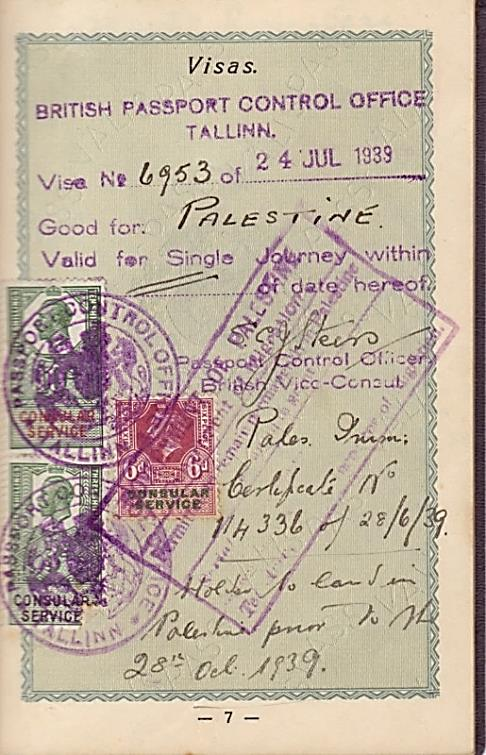 Visas.
BRITISH PASSPORT CONTROL OFFICE
TALLINN.
Visa No 6953 of 24 JUL 1939
Good for: PALESTINE.
Valid for Single Journey within
of date hereof.
Passport Control Officer
British Vice-Consul
Pales. Imm:
Certificate No
114336 of 28/6/39.
Holder to land in
Palestine prior to the
28th Oct. 1939.
PASSPORT CONTROL OFFICE
TALLINN
CONSULAR
SERVICE
6d 6d
CONSULAR
SERVICE
CONSULAR
SERVICE
TALLINN
PALESTINE
Palestine
— 7 —